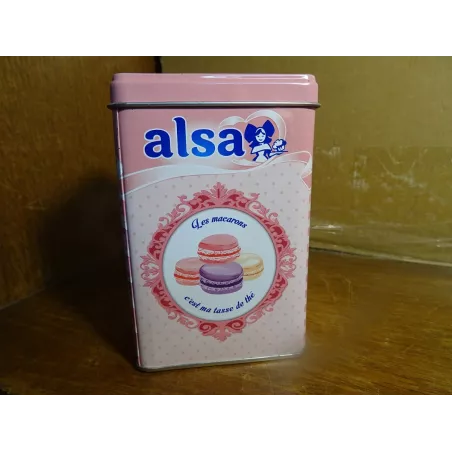 alsa
Les macarons
c'est ma tasse de thé